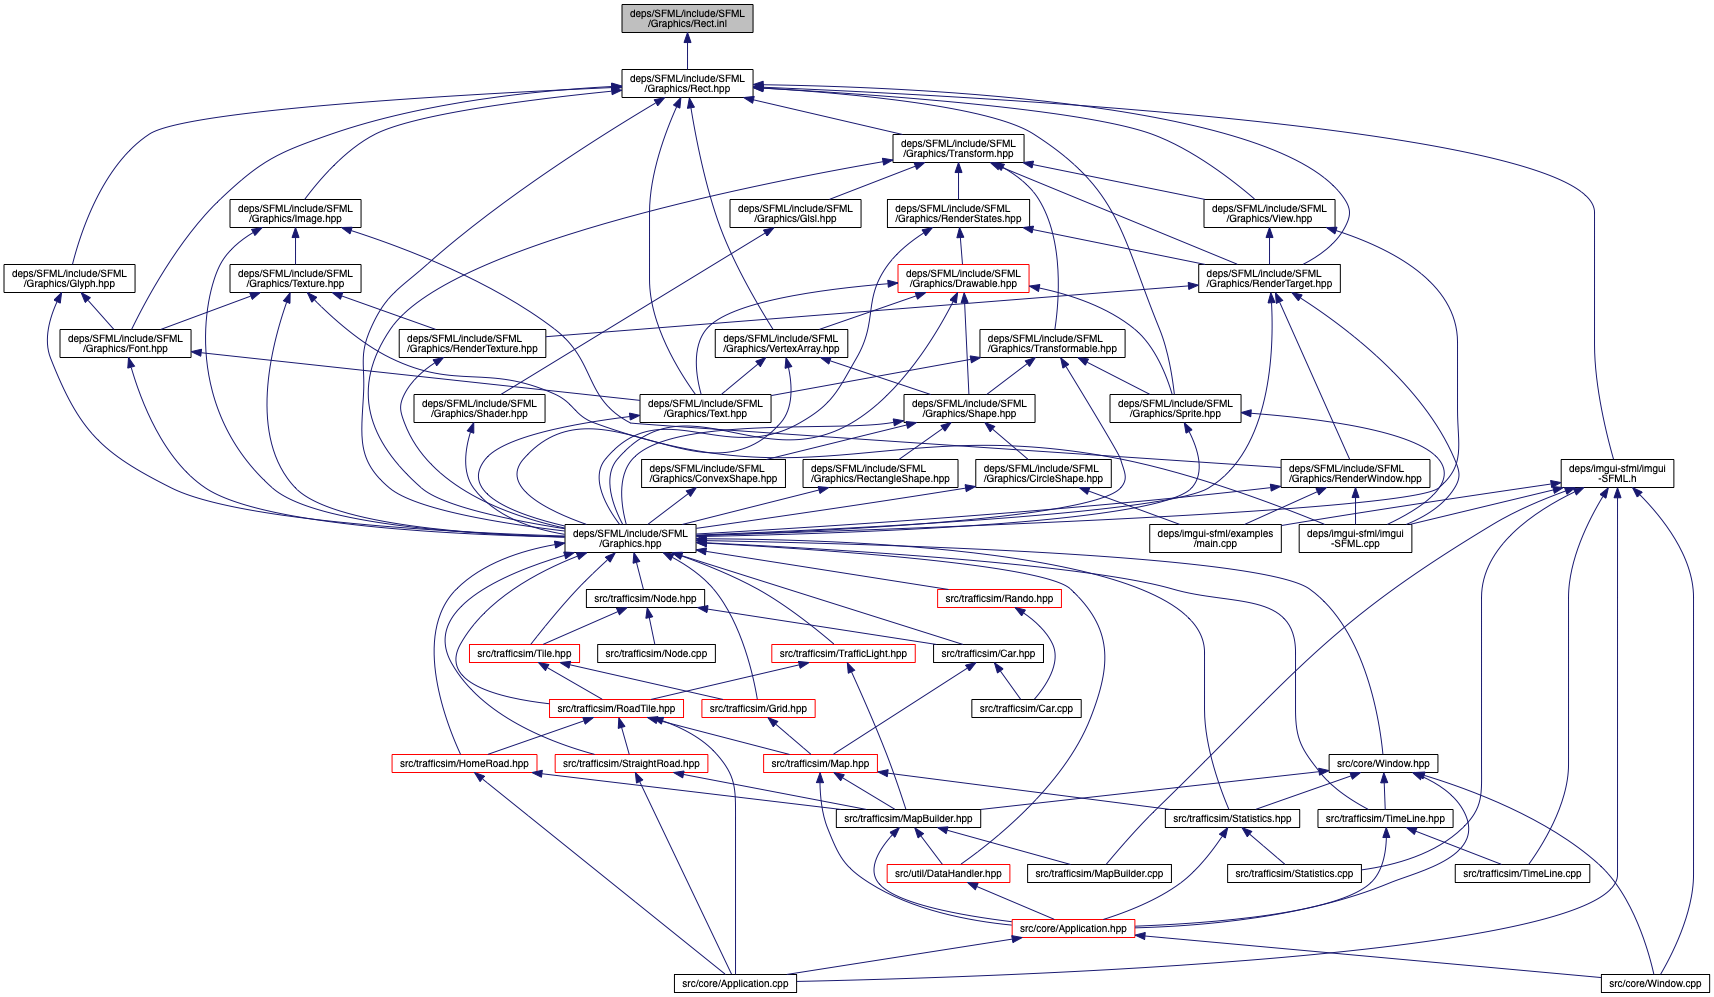 deps/SFML/include/SFML
/Graphics/Rect.inl
deps/SFML/include/SFML
/Graphics/Rect.hpp
deps/SFML/include/SFML
/Graphics/Transform.hpp
deps/SFML/include/SFML
/Graphics/Image.hpp
deps/SFML/include/SFML
/Graphics/Glsl.hpp
deps/SFML/include/SFML
/Graphics/RenderStates.hpp
deps/SFML/include/SFML
/Graphics/View.hpp
deps/SFML/include/SFML
/Graphics/Glyph.hpp
deps/SFML/include/SFML
/Graphics/Texture.hpp
deps/SFML/include/SFML
/Graphics/Drawable.hpp
deps/SFML/include/SFML
/Graphics/RenderTarget.hpp
deps/SFML/include/SFML
/Graphics/Font.hpp
deps/SFML/include/SFML
/Graphics/RenderTexture.hpp
deps/SFML/include/SFML
/Graphics/VertexArray.hpp
deps/SFML/include/SFML
/Graphics/Transformable.hpp
deps/SFML/include/SFML
/Graphics/Shader.hpp
deps/SFML/include/SFML
/Graphics/Text.hpp
deps/SFML/include/SFML
/Graphics/Shape.hpp
deps/SFML/include/SFML
/Graphics/Sprite.hpp
deps/SFML/include/SFML
/Graphics/ConvexShape.hpp
deps/SFML/include/SFML
/Graphics/RectangleShape.hpp
deps/SFML/include/SFML
/Graphics/CircleShape.hpp
deps/SFML/include/SFML
/Graphics/RenderWindow.hpp
deps/imgui-sfml/imgui
-SFML.h
deps/SFML/include/SFML
/Graphics.hpp
deps/imgui-sfml/examples
/main.cpp
deps/imgui-sfml/imgui
-SFML.cpp
src/trafficsim/Node.hpp
src/trafficsim/Rando.hpp
src/trafficsim/Tile.hpp
src/trafficsim/Node.cpp
src/trafficsim/TrafficLight.hpp
src/trafficsim/Car.hpp
src/trafficsim/RoadTile.hpp
src/trafficsim/Grid.hpp
src/trafficsim/Car.cpp
src/trafficsim/HomeRoad.hpp
src/trafficsim/StraightRoad.hpp
src/trafficsim/Map.hpp
src/core/Window.hpp
src/trafficsim/MapBuilder.hpp
src/trafficsim/Statistics.hpp
src/trafficsim/TimeLine.hpp
src/util/DataHandler.hpp
src/trafficsim/MapBuilder.cpp
src/trafficsim/Statistics.cpp
src/trafficsim/TimeLine.cpp
src/core/Application.hpp
src/core/Application.cpp
src/core/Window.cpp